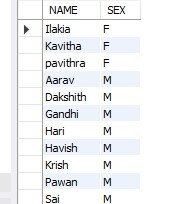 NAME SEX
Ilakia F
Kavitha F
pavithra F
Aarav M
Dakshith M
Gandhi M
Hari M
Havish M
Krish M
Pawan M
Sai M